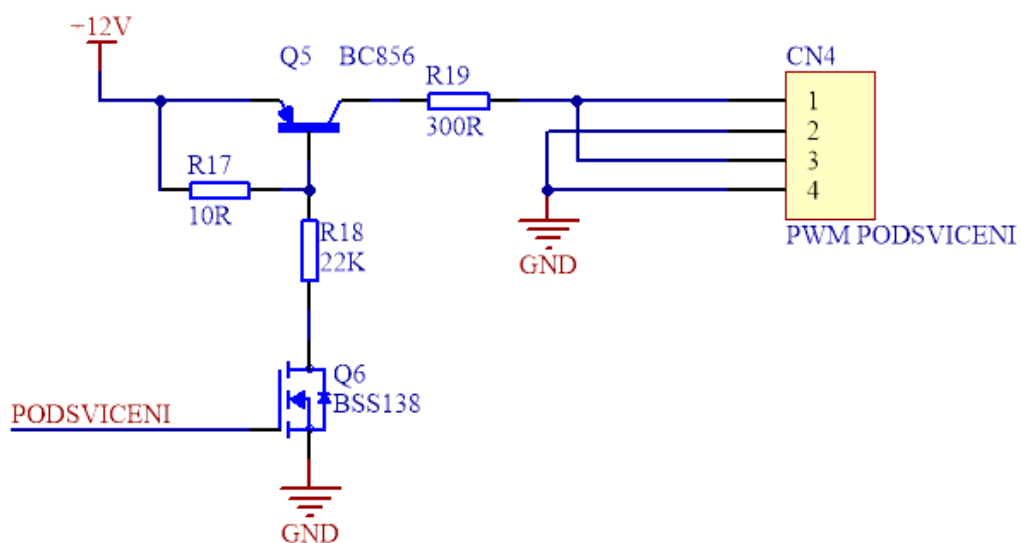 +12V
Q5 BC856
R19
300R
CN4
1
2
3
4
PWM PODSVICENI
R17
10R
R18
22K
GND
Q6
BSS138
PODSVICENI
GND